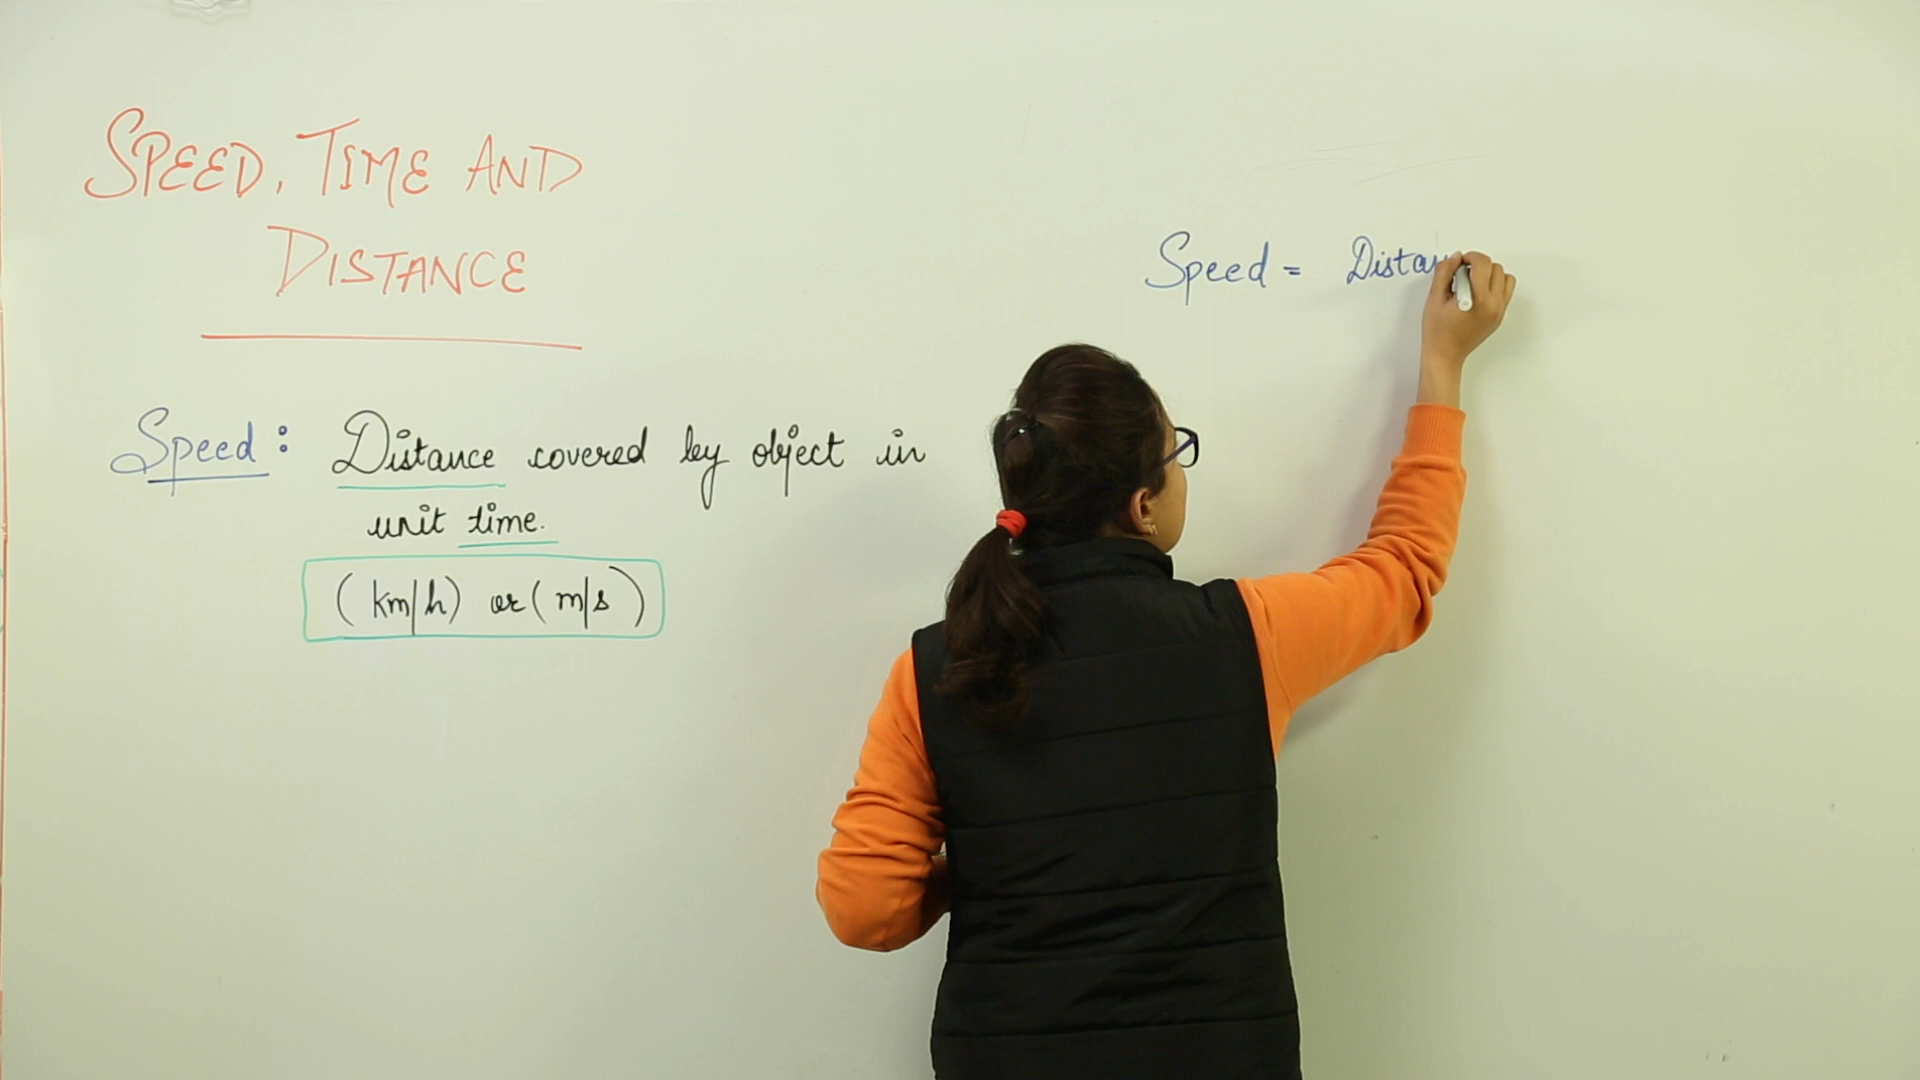 SPEED, TIME AND
DISTANCE
Speed : Distance covered by object in
unit time.
(km/h) or (m/s)
Speed =